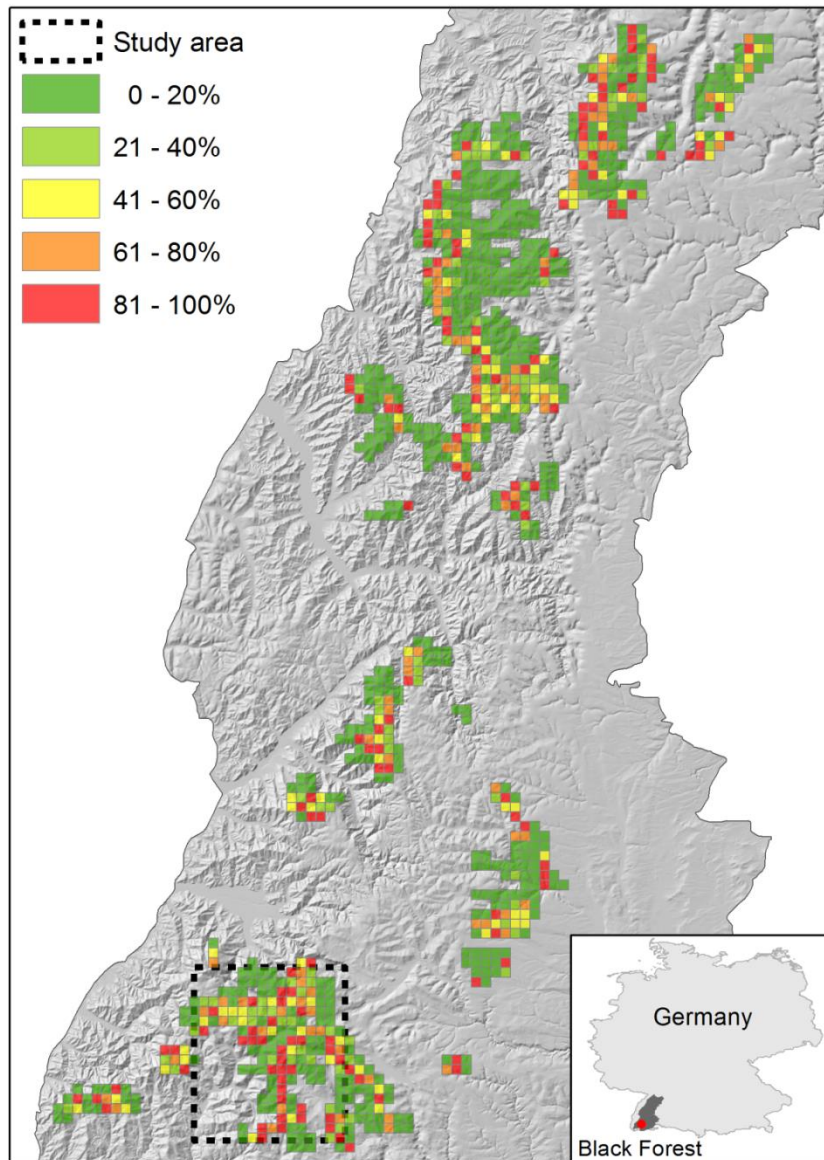 Study area
0 - 20%
21 - 40%
41 - 60%
61 - 80%
81 - 100%
Germany
Black Forest